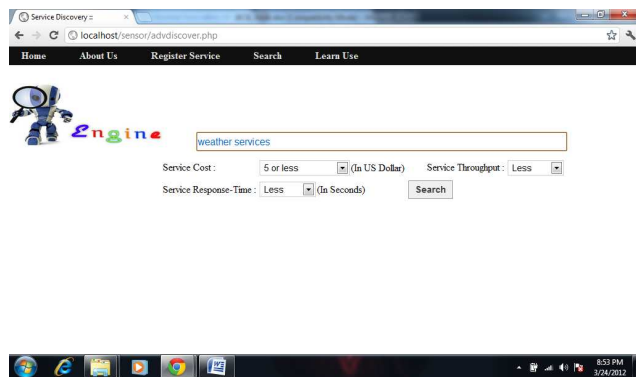 Service Discovery ::
localhost/sensor/advdiscover.php
Home About Us Register Service Search Learn Use
Engine
weather services
Service Cost : 5 or less (In US Dollar) Service Throughput : Less
Service Response-Time : Less (In Seconds) Search
8:53 PM
3/24/2012